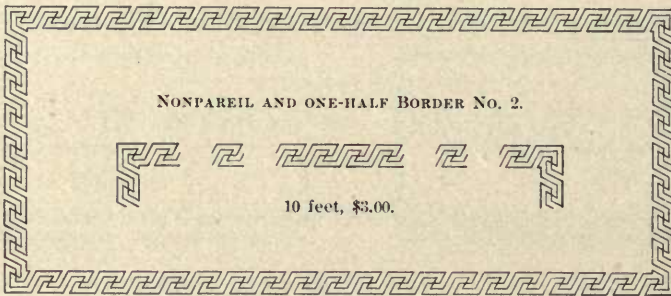 NONPAREIL AND ONE-HALF BORDER NO. 2.
10 feet, $3.00.